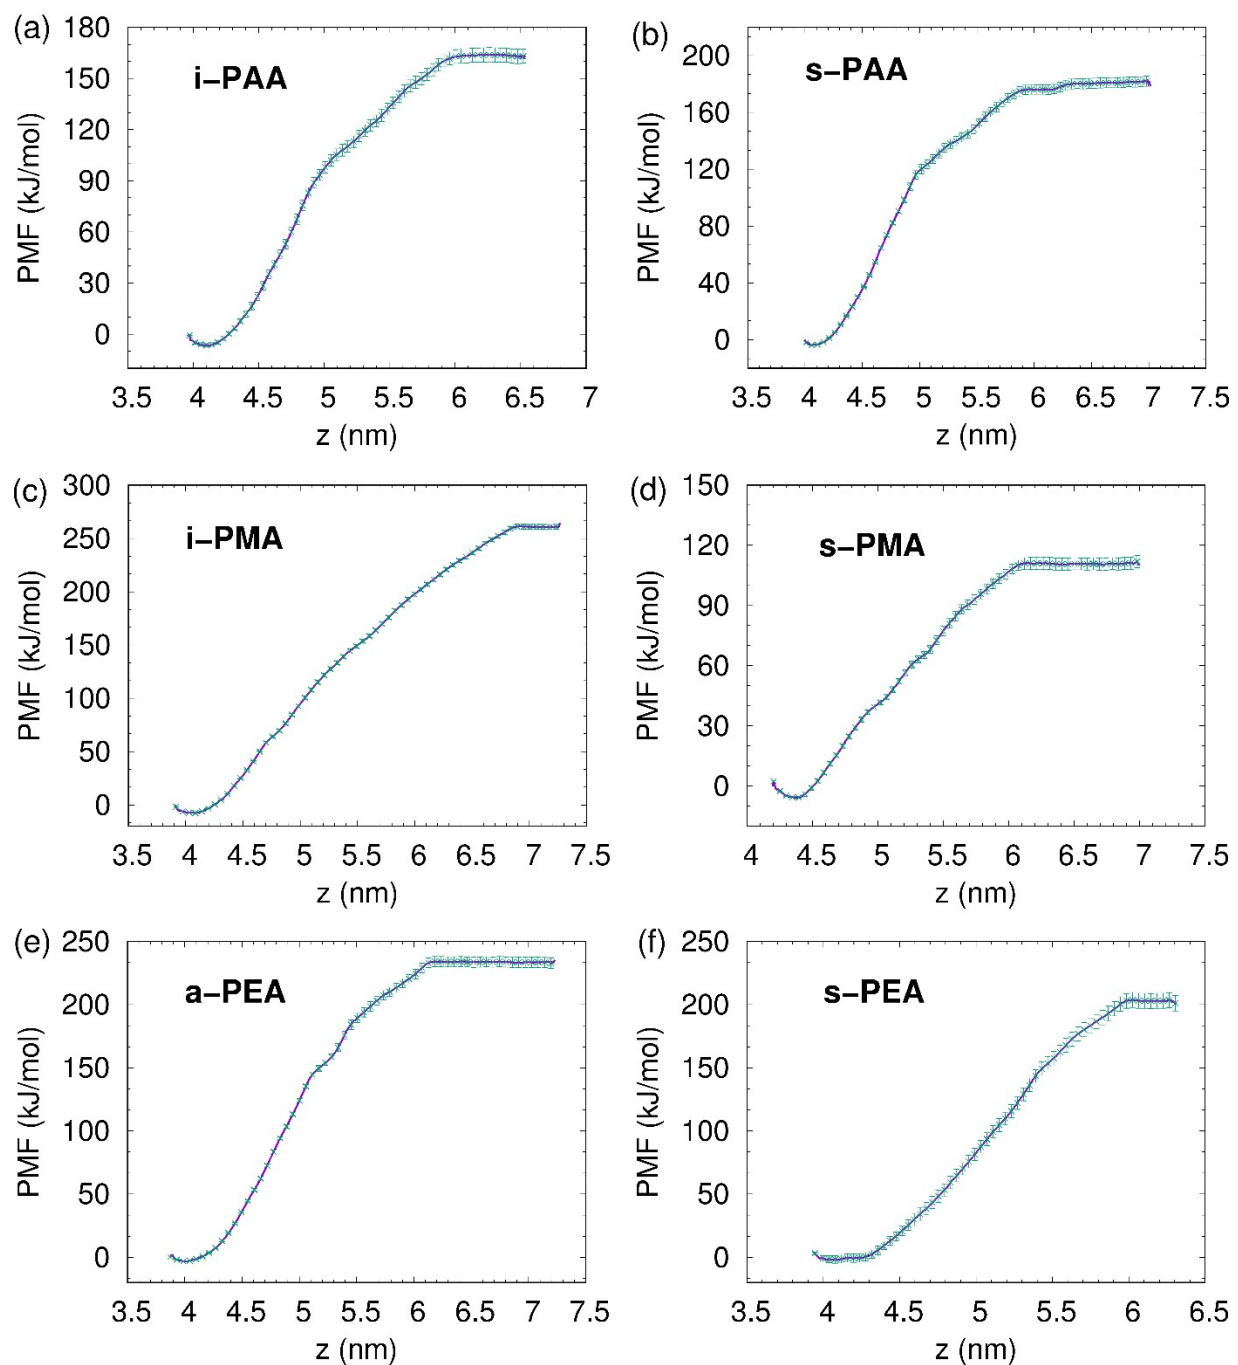 (a)
i−PAA
PMF (kJ/mol)
180
150
120
90
60
30
0
3.5 4 4.5 5 5.5 6 6.5 7
z (nm)
(b)
s−PAA
PMF (kJ/mol)
200
160
120
80
40
0
3.5 4 4.5 5 5.5 6 6.5 7 7.5
z (nm)
(c)
i−PMA
PMF (kJ/mol)
300
250
200
150
100
50
0
3.5 4 4.5 5 5.5 6 6.5 7 7.5
z (nm)
(d)
s−PMA
PMF (kJ/mol)
150
120
90
60
30
0
4 4.5 5 5.5 6 6.5 7 7.5
z (nm)
(e)
a−PEA
PMF (kJ/mol)
250
200
150
100
50
0
3.5 4 4.5 5 5.5 6 6.5 7 7.5
z (nm)
(f)
s−PEA
PMF (kJ/mol)
250
200
150
100
50
0
3.5 4 4.5 5 5.5 6 6.5
z (nm)